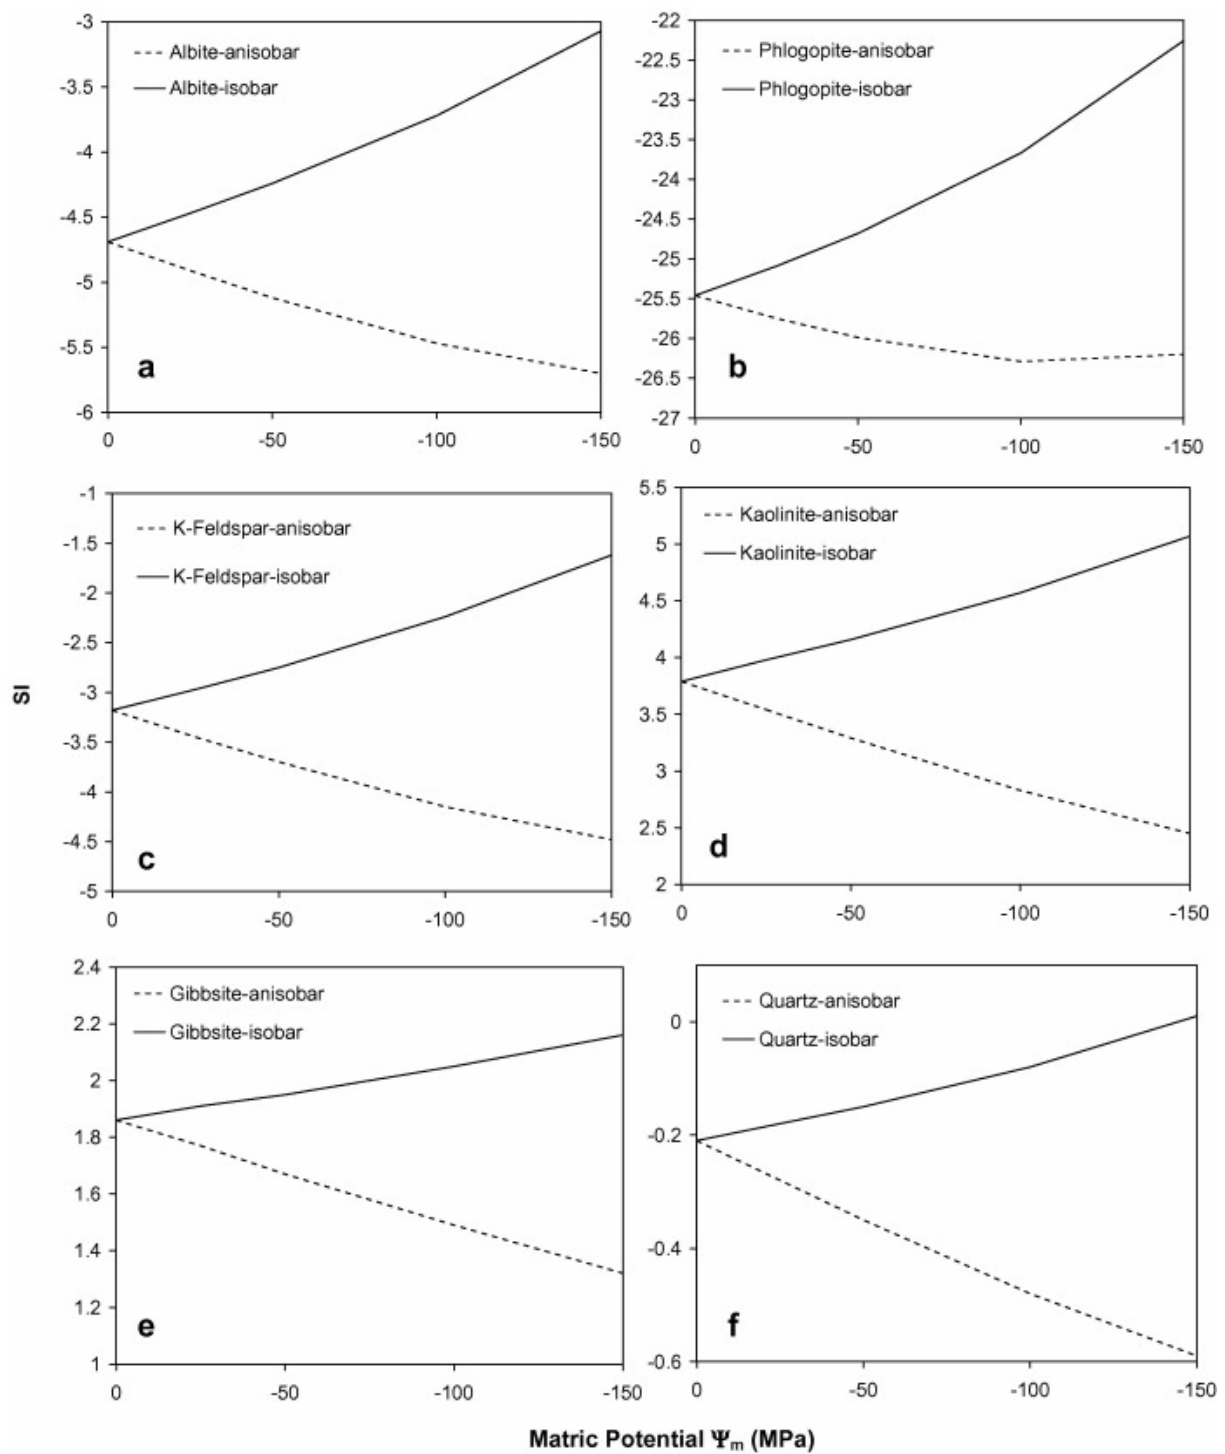 -3
Albite-anisobar
-3.5
Albite-isobar
-4
-4.5
-5
-5.5
a
-6
0 -50 -100 -150
-22
-22.5
Phlogopite-anisobar
-23
Phlogopite-isobar
-23.5
-24
-24.5
-25
-25.5
-26
b
-26.5
-27
0 -50 -100 -150
SI
-1
K-Feldspar-anisobar
-1.5
K-Feldspar-isobar
-2
-2.5
-3
-3.5
-4
-4.5
c
-5
0 -50 -100 -150
5.5
Kaolinite-anisobar
5
Kaolinite-isobar
4.5
4
3.5
3
2.5
d
2
0 -50 -100 -150
2.4
Gibbsite-anisobar
2.2
Gibbsite-isobar
2
1.8
1.6
1.4
1.2
e
1
0 -50 -100 -150
Quartz-anisobar
0
Quartz-isobar
-0.2
-0.4
f
-0.6
0 -50 -100 -150
Matric Potential Ψm (MPa)